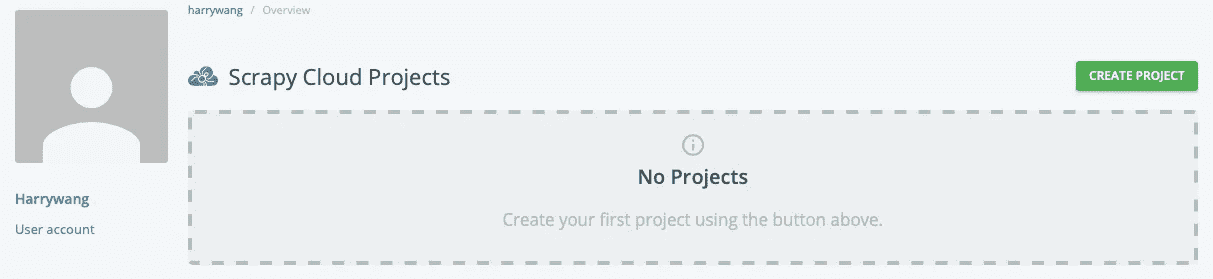 harrywang / Overview
Scrapy Cloud Projects
CREATE PROJECT
No Projects
Create your first project using the button above.
Harrywang
User account